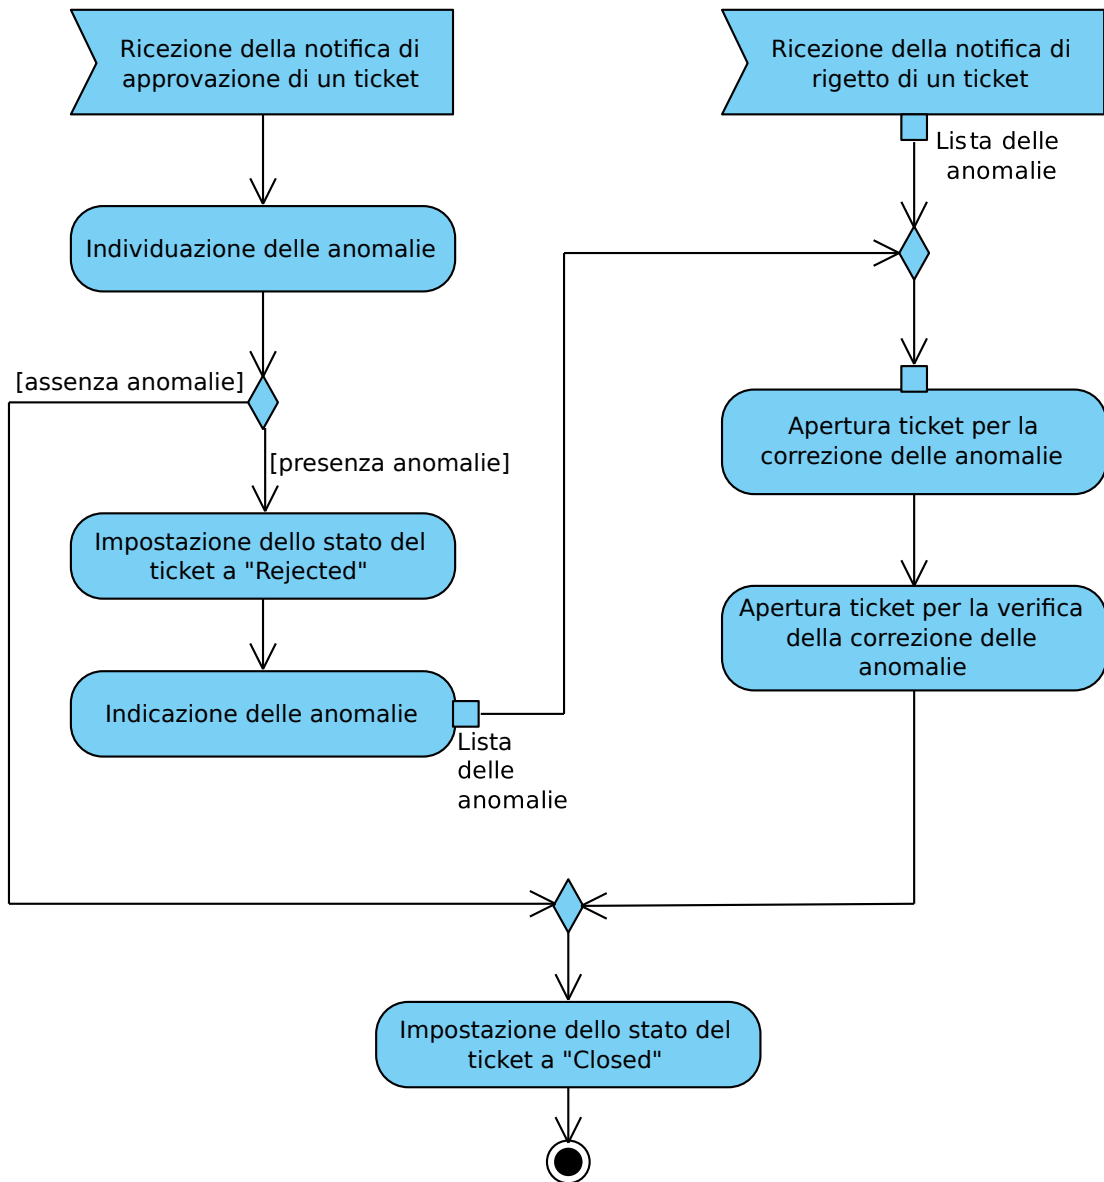 Ricezione della notifica di
approvazione di un ticket
Ricezione della notifica di
rigetto di un ticket
Lista delle
anomalie
Individuazione delle anomalie
[assenza anomalie]
[presenza anomalie]
Apertura ticket per la
correzione delle anomalie
Impostazione dello stato del
ticket a "Rejected"
Apertura ticket per la verifica
della correzione delle
anomalie
Indicazione delle anomalie
Lista
delle
anomalie
Impostazione dello stato del
ticket a "Closed"